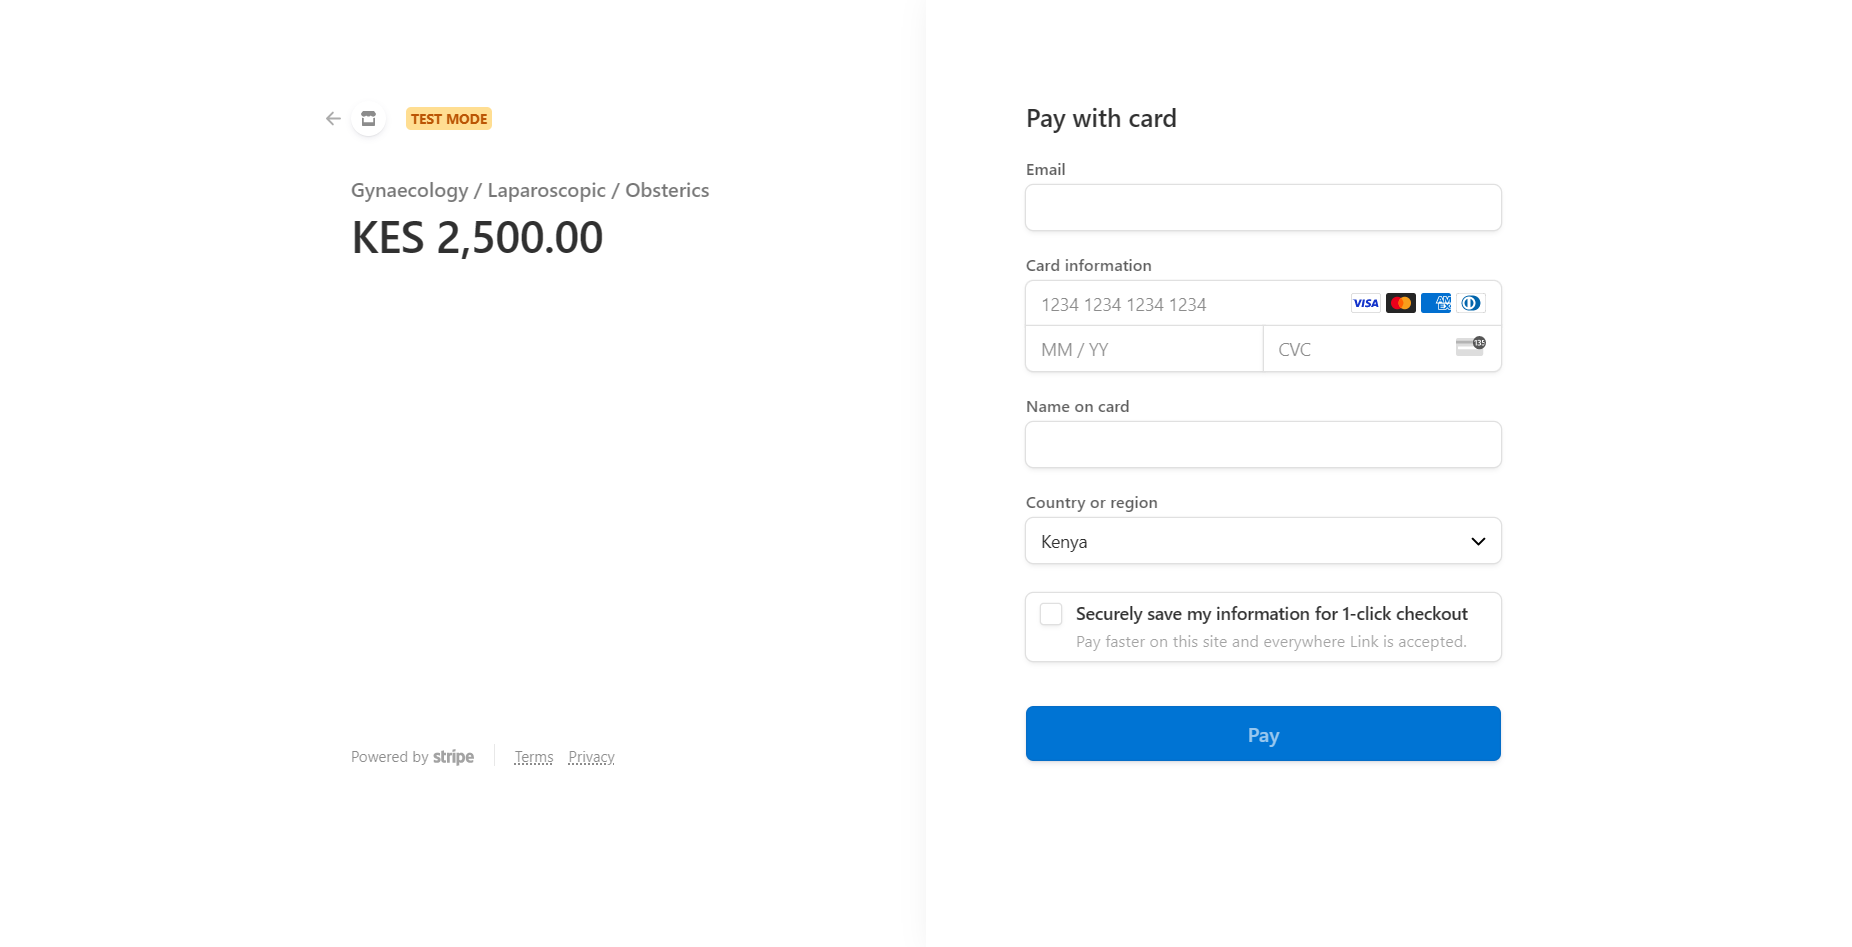 TEST MODE
Gynaecology / Laparoscopic / Obsterics
KES 2,500.00
Powered by stripe
Terms Privacy
Pay with card
Email
Card information
1234 1234 1234 1234
VISA
AM
EX
MM / YY
CVC
135
Name on card
Country or region
Kenya
Securely save my information for 1-click checkout
Pay faster on this site and everywhere Link is accepted.
Pay